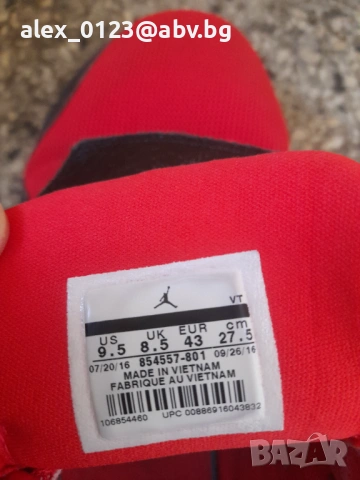 alex_0123@abv.bg
VT
US UK EUR cm
9.5 8.5 43 27.5
07/20/16 854557-801 09/26/16
MADE IN VIETNAM
FABRIQUE AU VIETNAM
106854460 UPC 00886916043832
BAZAR